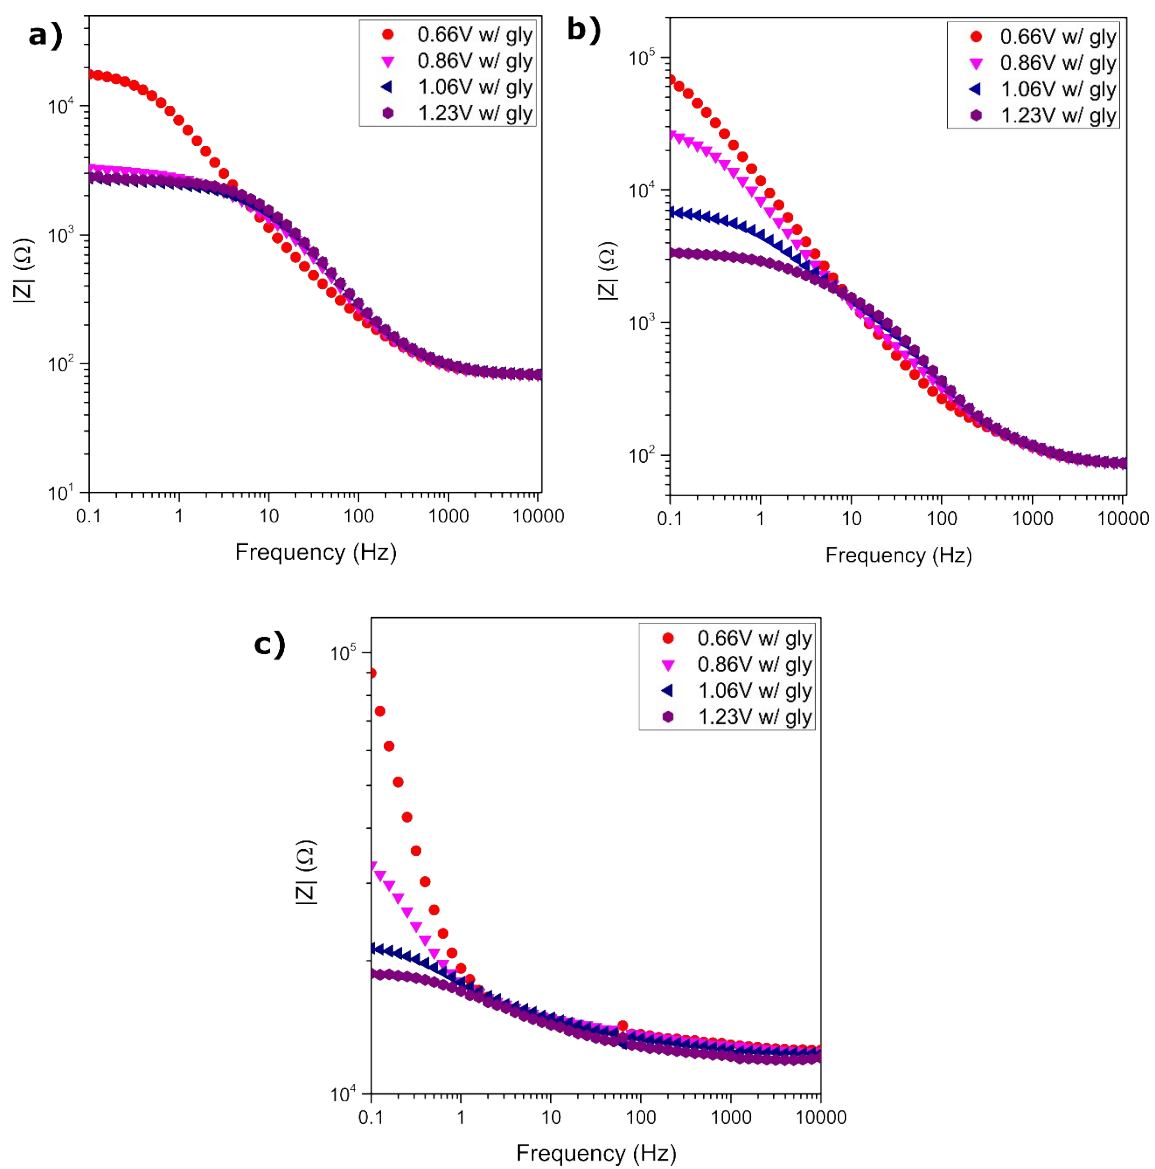 a)
0.66V w/ gly
0.86V w/ gly
1.06V w/ gly
1.23V w/ gly
10⁴
10³
10²
10¹
|Z| (Ω)
0.1 1 10 100 1000 10000
Frequency (Hz)
b)
0.66V w/ gly
0.86V w/ gly
1.06V w/ gly
1.23V w/ gly
10⁵
10⁴
10³
10²
|Z| (Ω)
0.1 1 10 100 1000 10000
Frequency (Hz)
c)
0.66V w/ gly
0.86V w/ gly
1.06V w/ gly
1.23V w/ gly
10⁵
10⁴
|Z| (Ω)
0.1 1 10 100 1000 10000
Frequency (Hz)